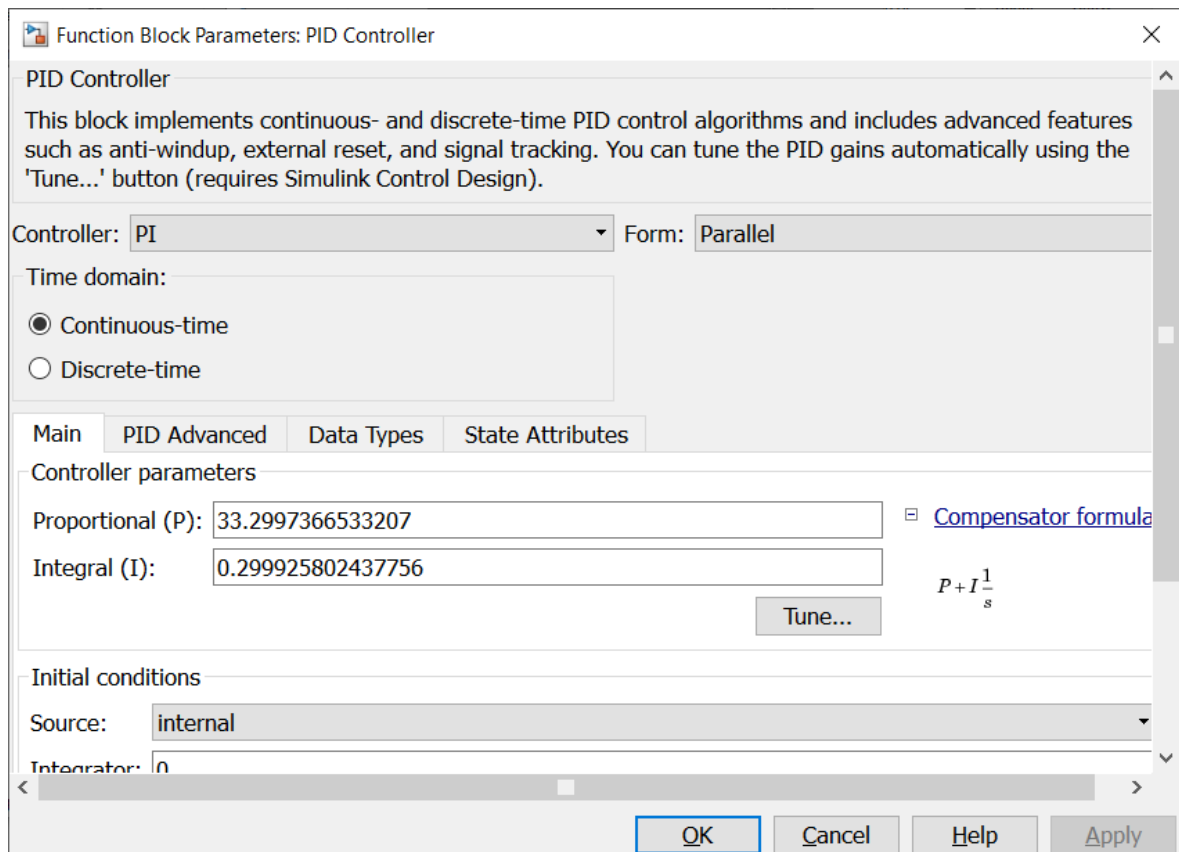 Function Block Parameters: PID Controller
PID Controller
This block implements continuous- and discrete-time PID control algorithms and includes advanced features
such as anti-windup, external reset, and signal tracking. You can tune the PID gains automatically using the
'Tune...' button (requires Simulink Control Design).
Controller: PI Form: Parallel
Time domain:
Continuous-time
Discrete-time
Main PID Advanced Data Types State Attributes
Controller parameters
Proportional (P): 33.2997366533207 Compensator formula
Integral (I): 0.299925802437756
P + I 1/s
Tune...
Initial conditions
Source: internal
Integrator: 0
OK Cancel Help Apply